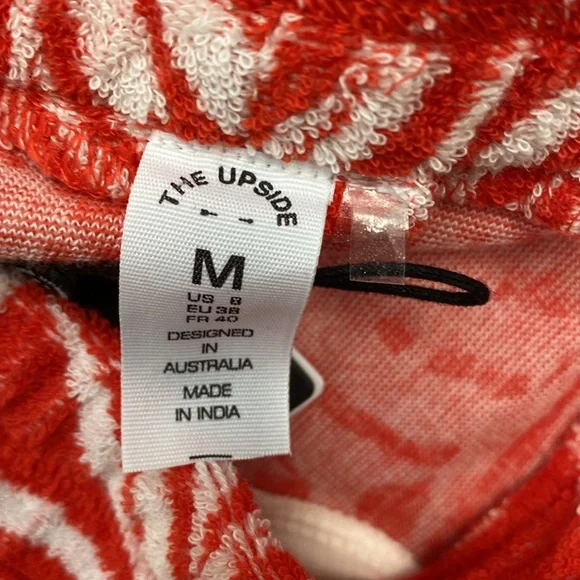 THE UPSIDE
M
US 8
EU 38
FR 40
DESIGNED
IN
AUSTRALIA
MADE
IN INDIA